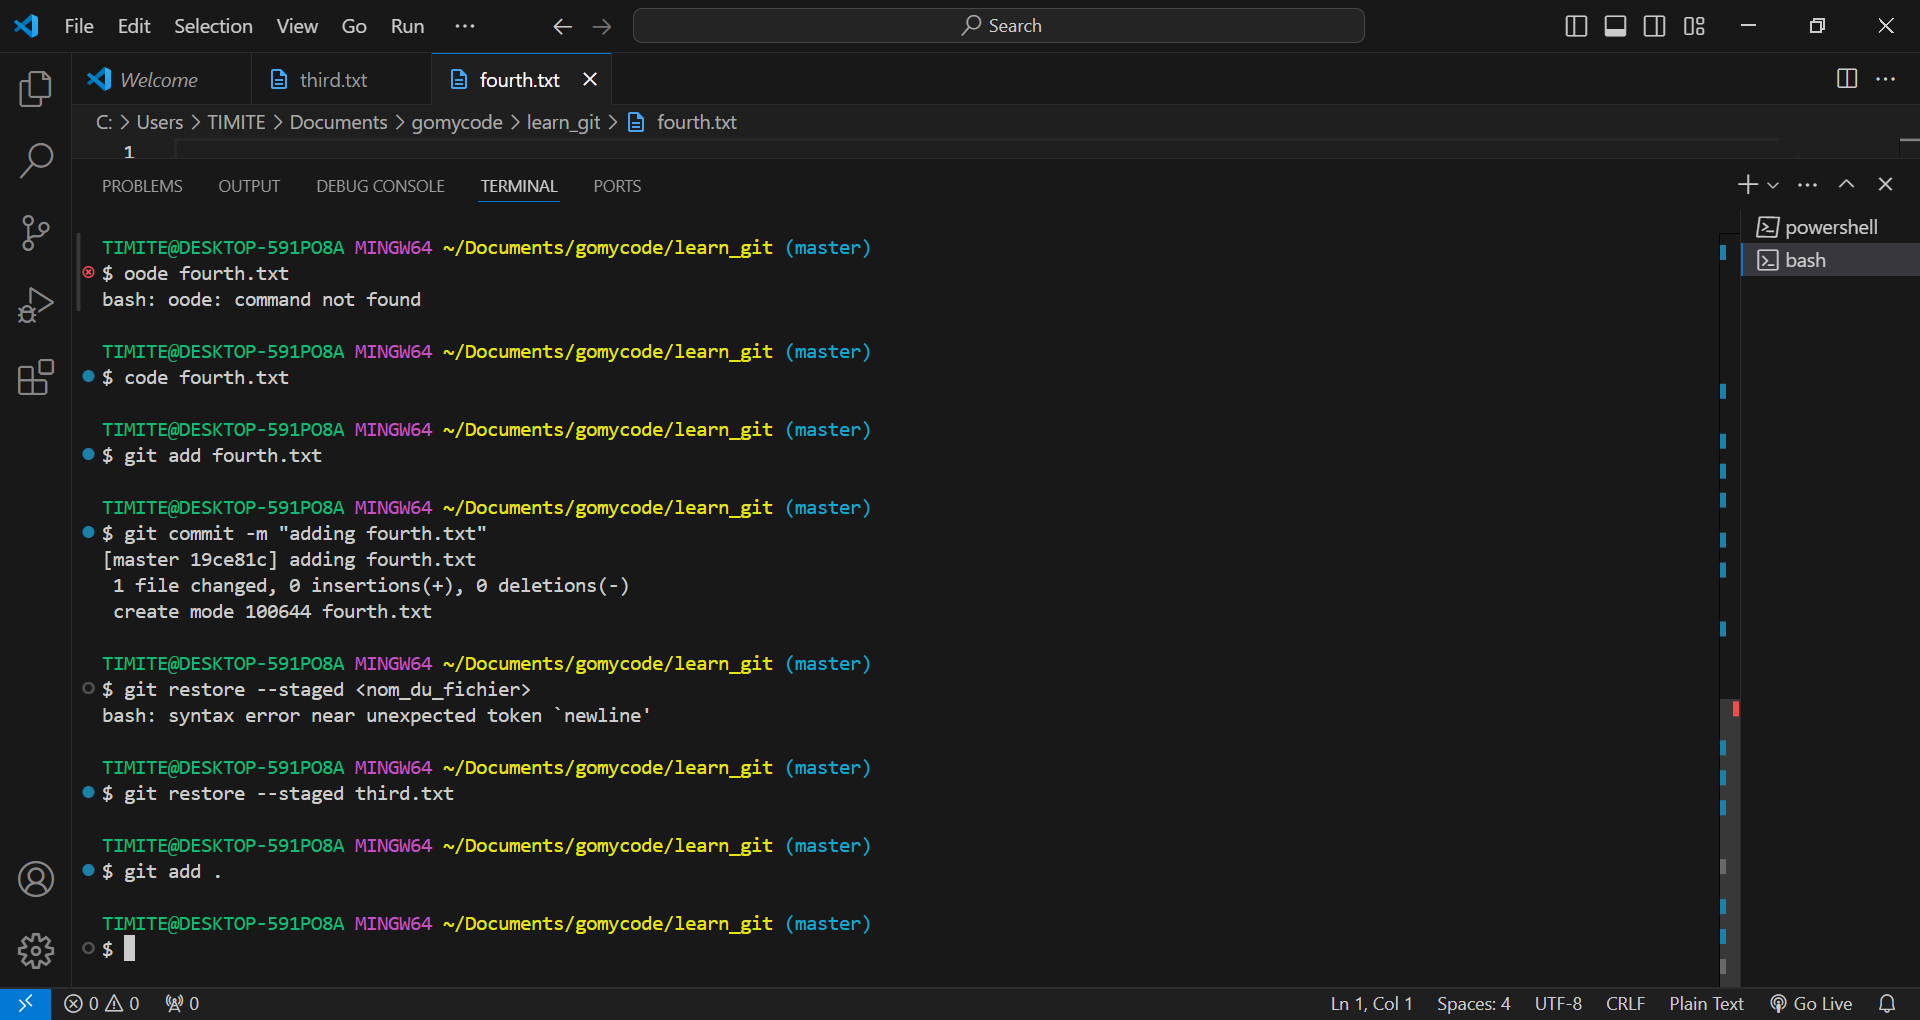 File Edit Selection View Go Run ··· Search
Welcome third.txt fourth.txt
C: > Users > TIMITE > Documents > gomycode > learn_git > fourth.txt
1
PROBLEMS OUTPUT DEBUG CONSOLE TERMINAL PORTS
powershell
bash
TIMITE@DESKTOP-591PO8A MINGW64 ~/Documents/gomycode/learn_git (master)
$ oode fourth.txt
bash: oode: command not found
TIMITE@DESKTOP-591PO8A MINGW64 ~/Documents/gomycode/learn_git (master)
$ code fourth.txt
TIMITE@DESKTOP-591PO8A MINGW64 ~/Documents/gomycode/learn_git (master)
$ git add fourth.txt
TIMITE@DESKTOP-591PO8A MINGW64 ~/Documents/gomycode/learn_git (master)
$ git commit -m "adding fourth.txt"
[master 19ce81c] adding fourth.txt
 1 file changed, 0 insertions(+), 0 deletions(-)
 create mode 100644 fourth.txt
TIMITE@DESKTOP-591PO8A MINGW64 ~/Documents/gomycode/learn_git (master)
$ git restore --staged <nom_du_fichier>
bash: syntax error near unexpected token `newline'
TIMITE@DESKTOP-591PO8A MINGW64 ~/Documents/gomycode/learn_git (master)
$ git restore --staged third.txt
TIMITE@DESKTOP-591PO8A MINGW64 ~/Documents/gomycode/learn_git (master)
$ git add .
TIMITE@DESKTOP-591PO8A MINGW64 ~/Documents/gomycode/learn_git (master)
$
0 0 0 Ln 1, Col 1 Spaces: 4 UTF-8 CRLF Plain Text Go Live